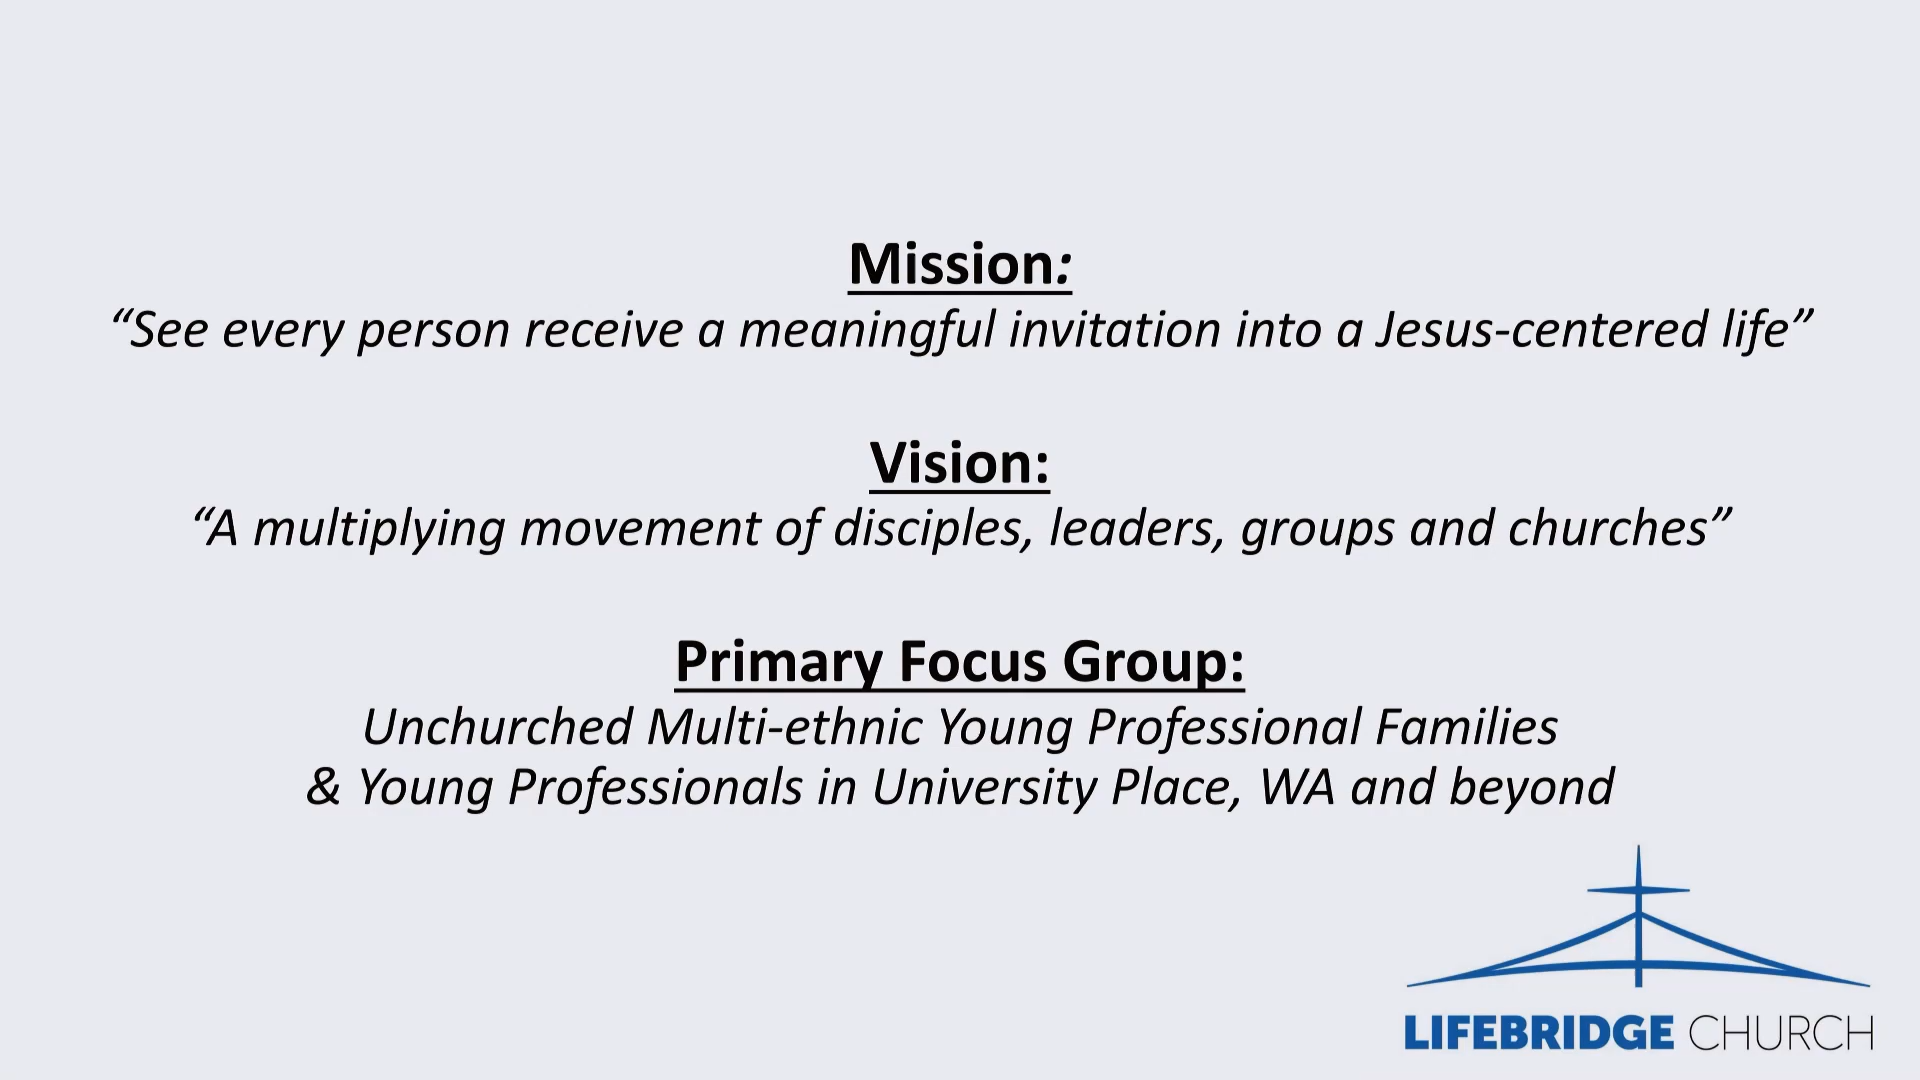 Mission:
“See every person receive a meaningful invitation into a Jesus-centered life”
Vision:
“A multiplying movement of disciples, leaders, groups and churches”
Primary Focus Group:
Unchurched Multi-ethnic Young Professional Families
& Young Professionals in University Place, WA and beyond
LIFEBRIDGE CHURCH